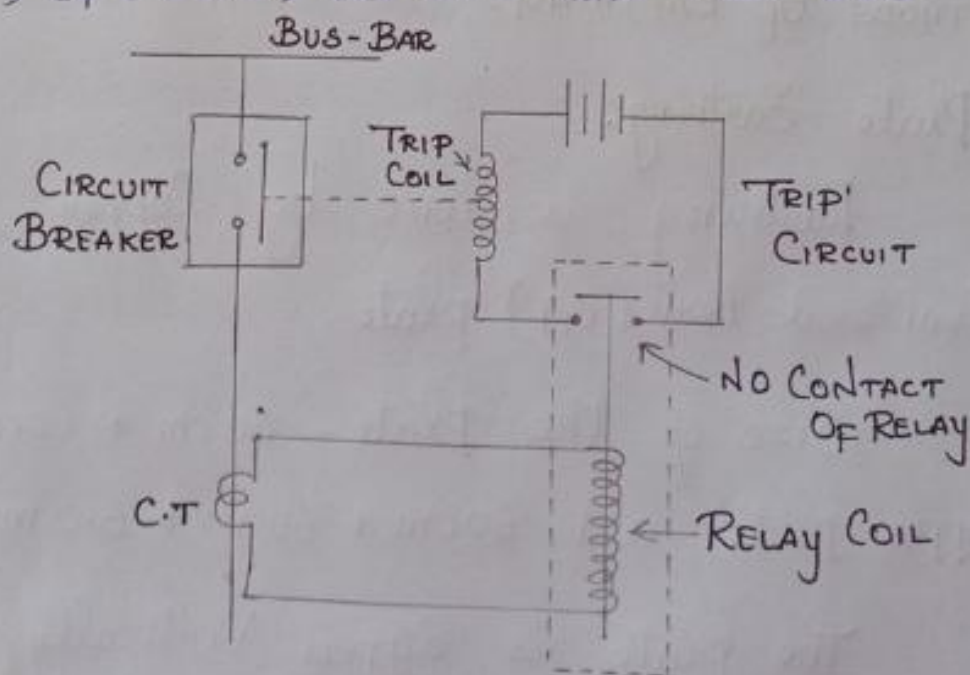 BUS-BAR
TRIP
COIL
CIRCUIT
BREAKER
TRIP'
CIRCUIT
NO CONTACT
OF RELAY
C.T
RELAY COIL